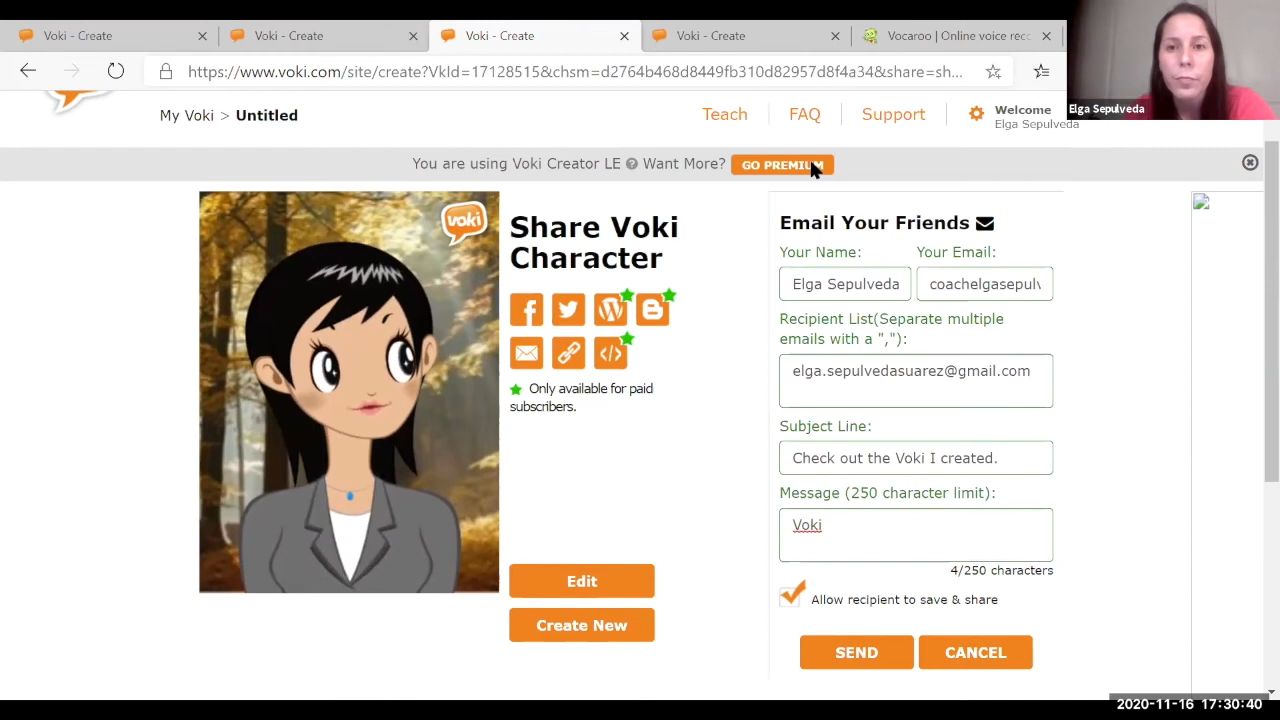 Voki - Create
Voki - Create
Voki - Create
Voki - Create
Vocaroo | Online voice rec
https://www.voki.com/site/create?VkId=17128515&chsm=d2764b468d8449fb310d82957d8f4a34&share=sh...
Elga Sepulveda
My Voki > Untitled
Teach
FAQ
Support
Welcome
Elga Sepulveda
You are using Voki Creator LE ? Want More?
GO PREMIUM
voki
Share Voki
Character
Only available for paid
subscribers.
Edit
Create New
Email Your Friends
Your Name:
Your Email:
Elga Sepulveda
coachelgasepulv
Recipient List(Separate multiple
emails with a ","):
elga.sepulvedasuarez@gmail.com
Subject Line:
Check out the Voki I created.
Message (250 character limit):
Voki
4/250 characters
Allow recipient to save & share
SEND
CANCEL
2020-11-16 17:30:40